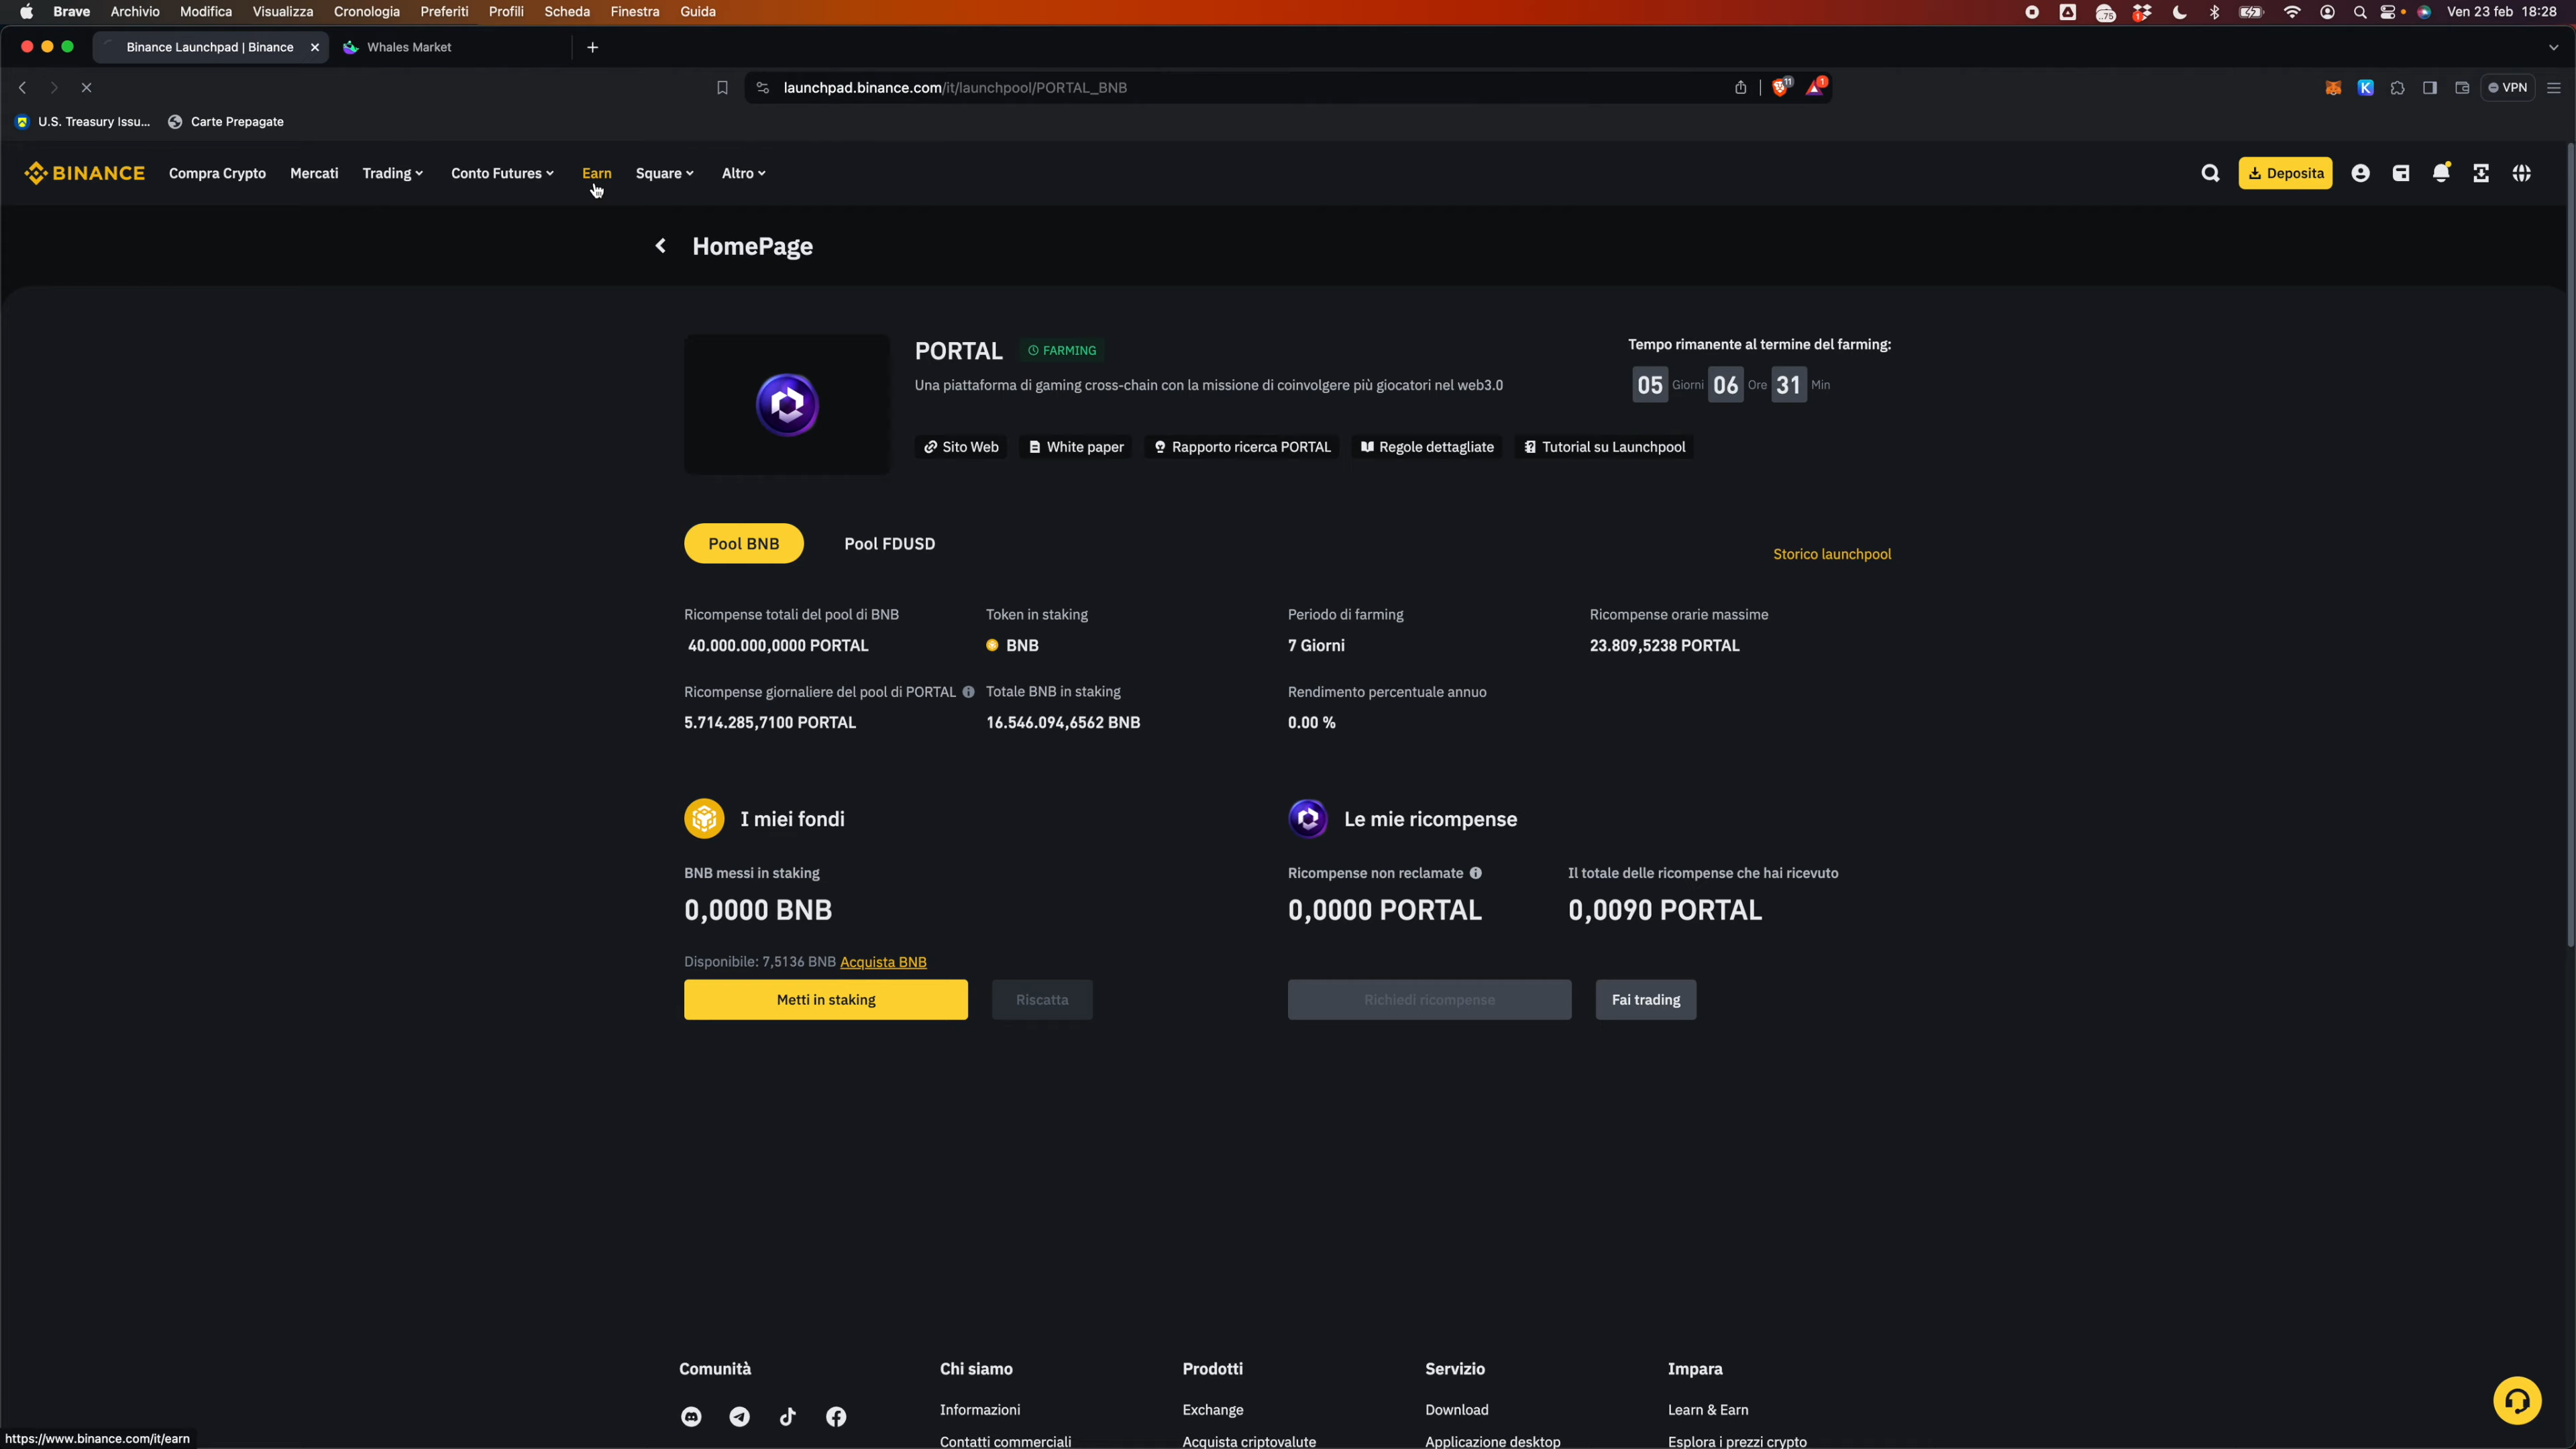 Brave Archivio Modifica Visualizza Cronologia Preferiti Profili Scheda Finestra Guida
75 1 Ven 23 feb 18:28
Binance Launchpad | Binance Whales Market
launchpad.binance.com/it/launchpool/PORTAL_BNB 11 1 K VPN
U.S. Treasury Issu... Carte Prepagate
BINANCE Compra Crypto Mercati Trading Conto Futures Earn Square Altro Deposita
HomePage
PORTAL FARMING
Tempo rimanente al termine del farming:
Una piattaforma di gaming cross-chain con la missione di coinvolgere più giocatori nel web3.0
05 Giorni 06 Ore 31 Min
Sito Web White paper Rapporto ricerca PORTAL Regole dettagliate Tutorial su Launchpool
Pool BNB Pool FDUSD
Storico launchpool
Ricompense totali del pool di BNB Token in staking Periodo di farming Ricompense orarie massime
40.000.000,0000 PORTAL BNB 7 Giorni 23.809,5238 PORTAL
Ricompense giornaliere del pool di PORTAL Totale BNB in staking Rendimento percentuale annuo
5.714.285,7100 PORTAL 16.546.094,6562 BNB 0.00 %
I miei fondi Le mie ricompense
BNB messi in staking Ricompense non reclamate Il totale delle ricompense che hai ricevuto
0,0000 BNB 0,0000 PORTAL 0,0090 PORTAL
Disponibile: 7,5136 BNB Acquista BNB
Metti in staking Riscatta Richiedi ricompense Fai trading
Comunità Chi siamo Prodotti Servizio Impara
Informazioni Exchange Download Learn & Earn
Contatti commerciali Acquista criptovalute Applicazione desktop Esplora i prezzi crypto
https://www.binance.com/it/earn